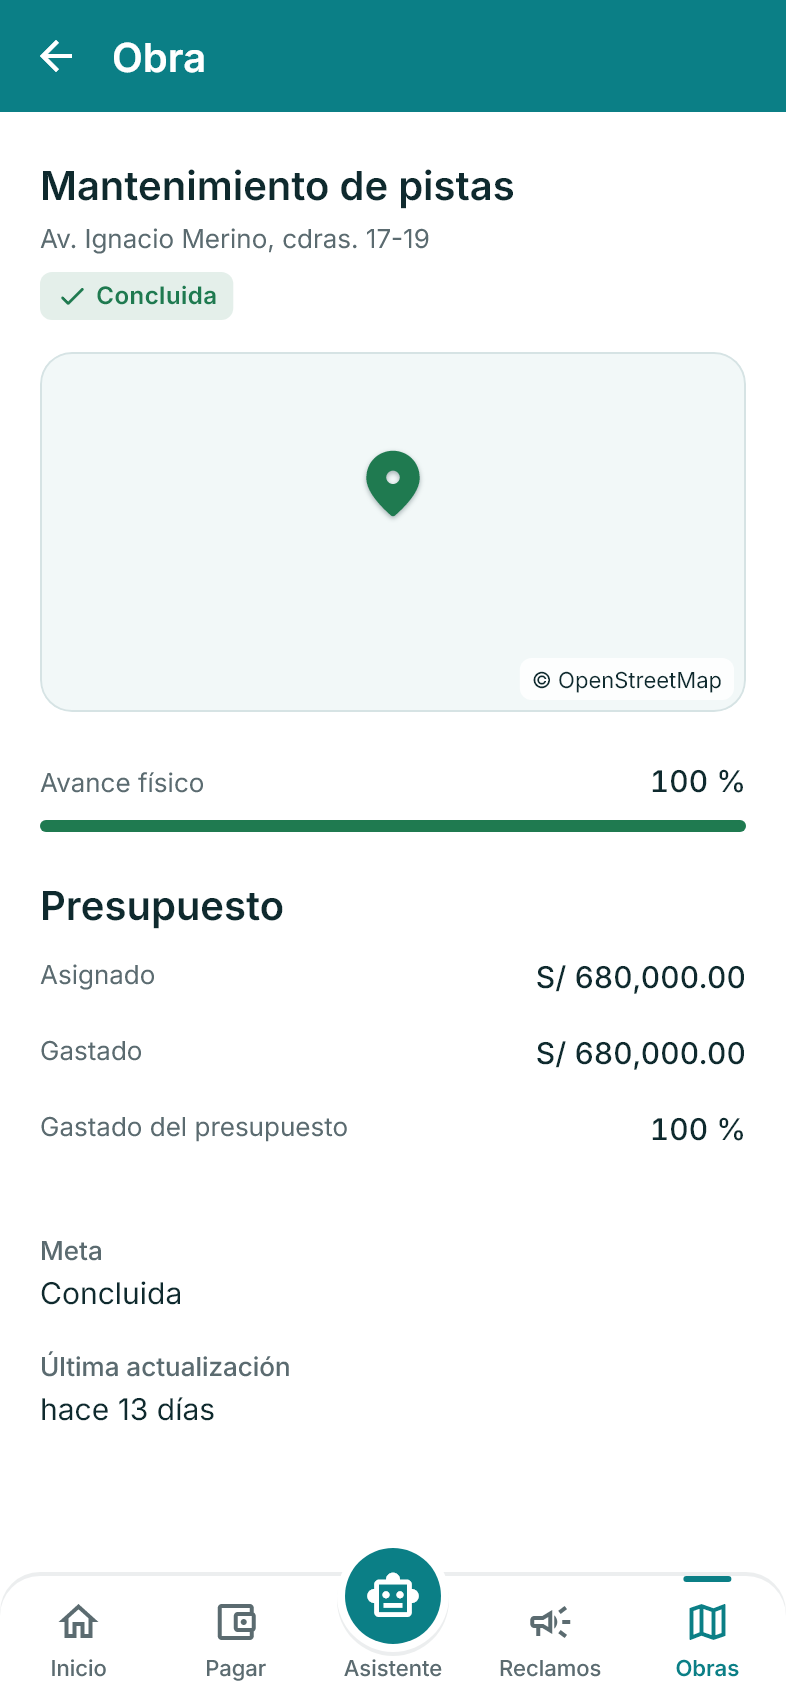 Obra
Mantenimiento de pistas
Av. Ignacio Merino, cdras. 17-19
Concluida
© OpenStreetMap
Avance físico 100 %
Presupuesto
Asignado S/ 680,000.00
Gastado S/ 680,000.00
Gastado del presupuesto 100 %
Meta
Concluida
Última actualización
hace 13 días
Inicio Pagar Asistente Reclamos Obras